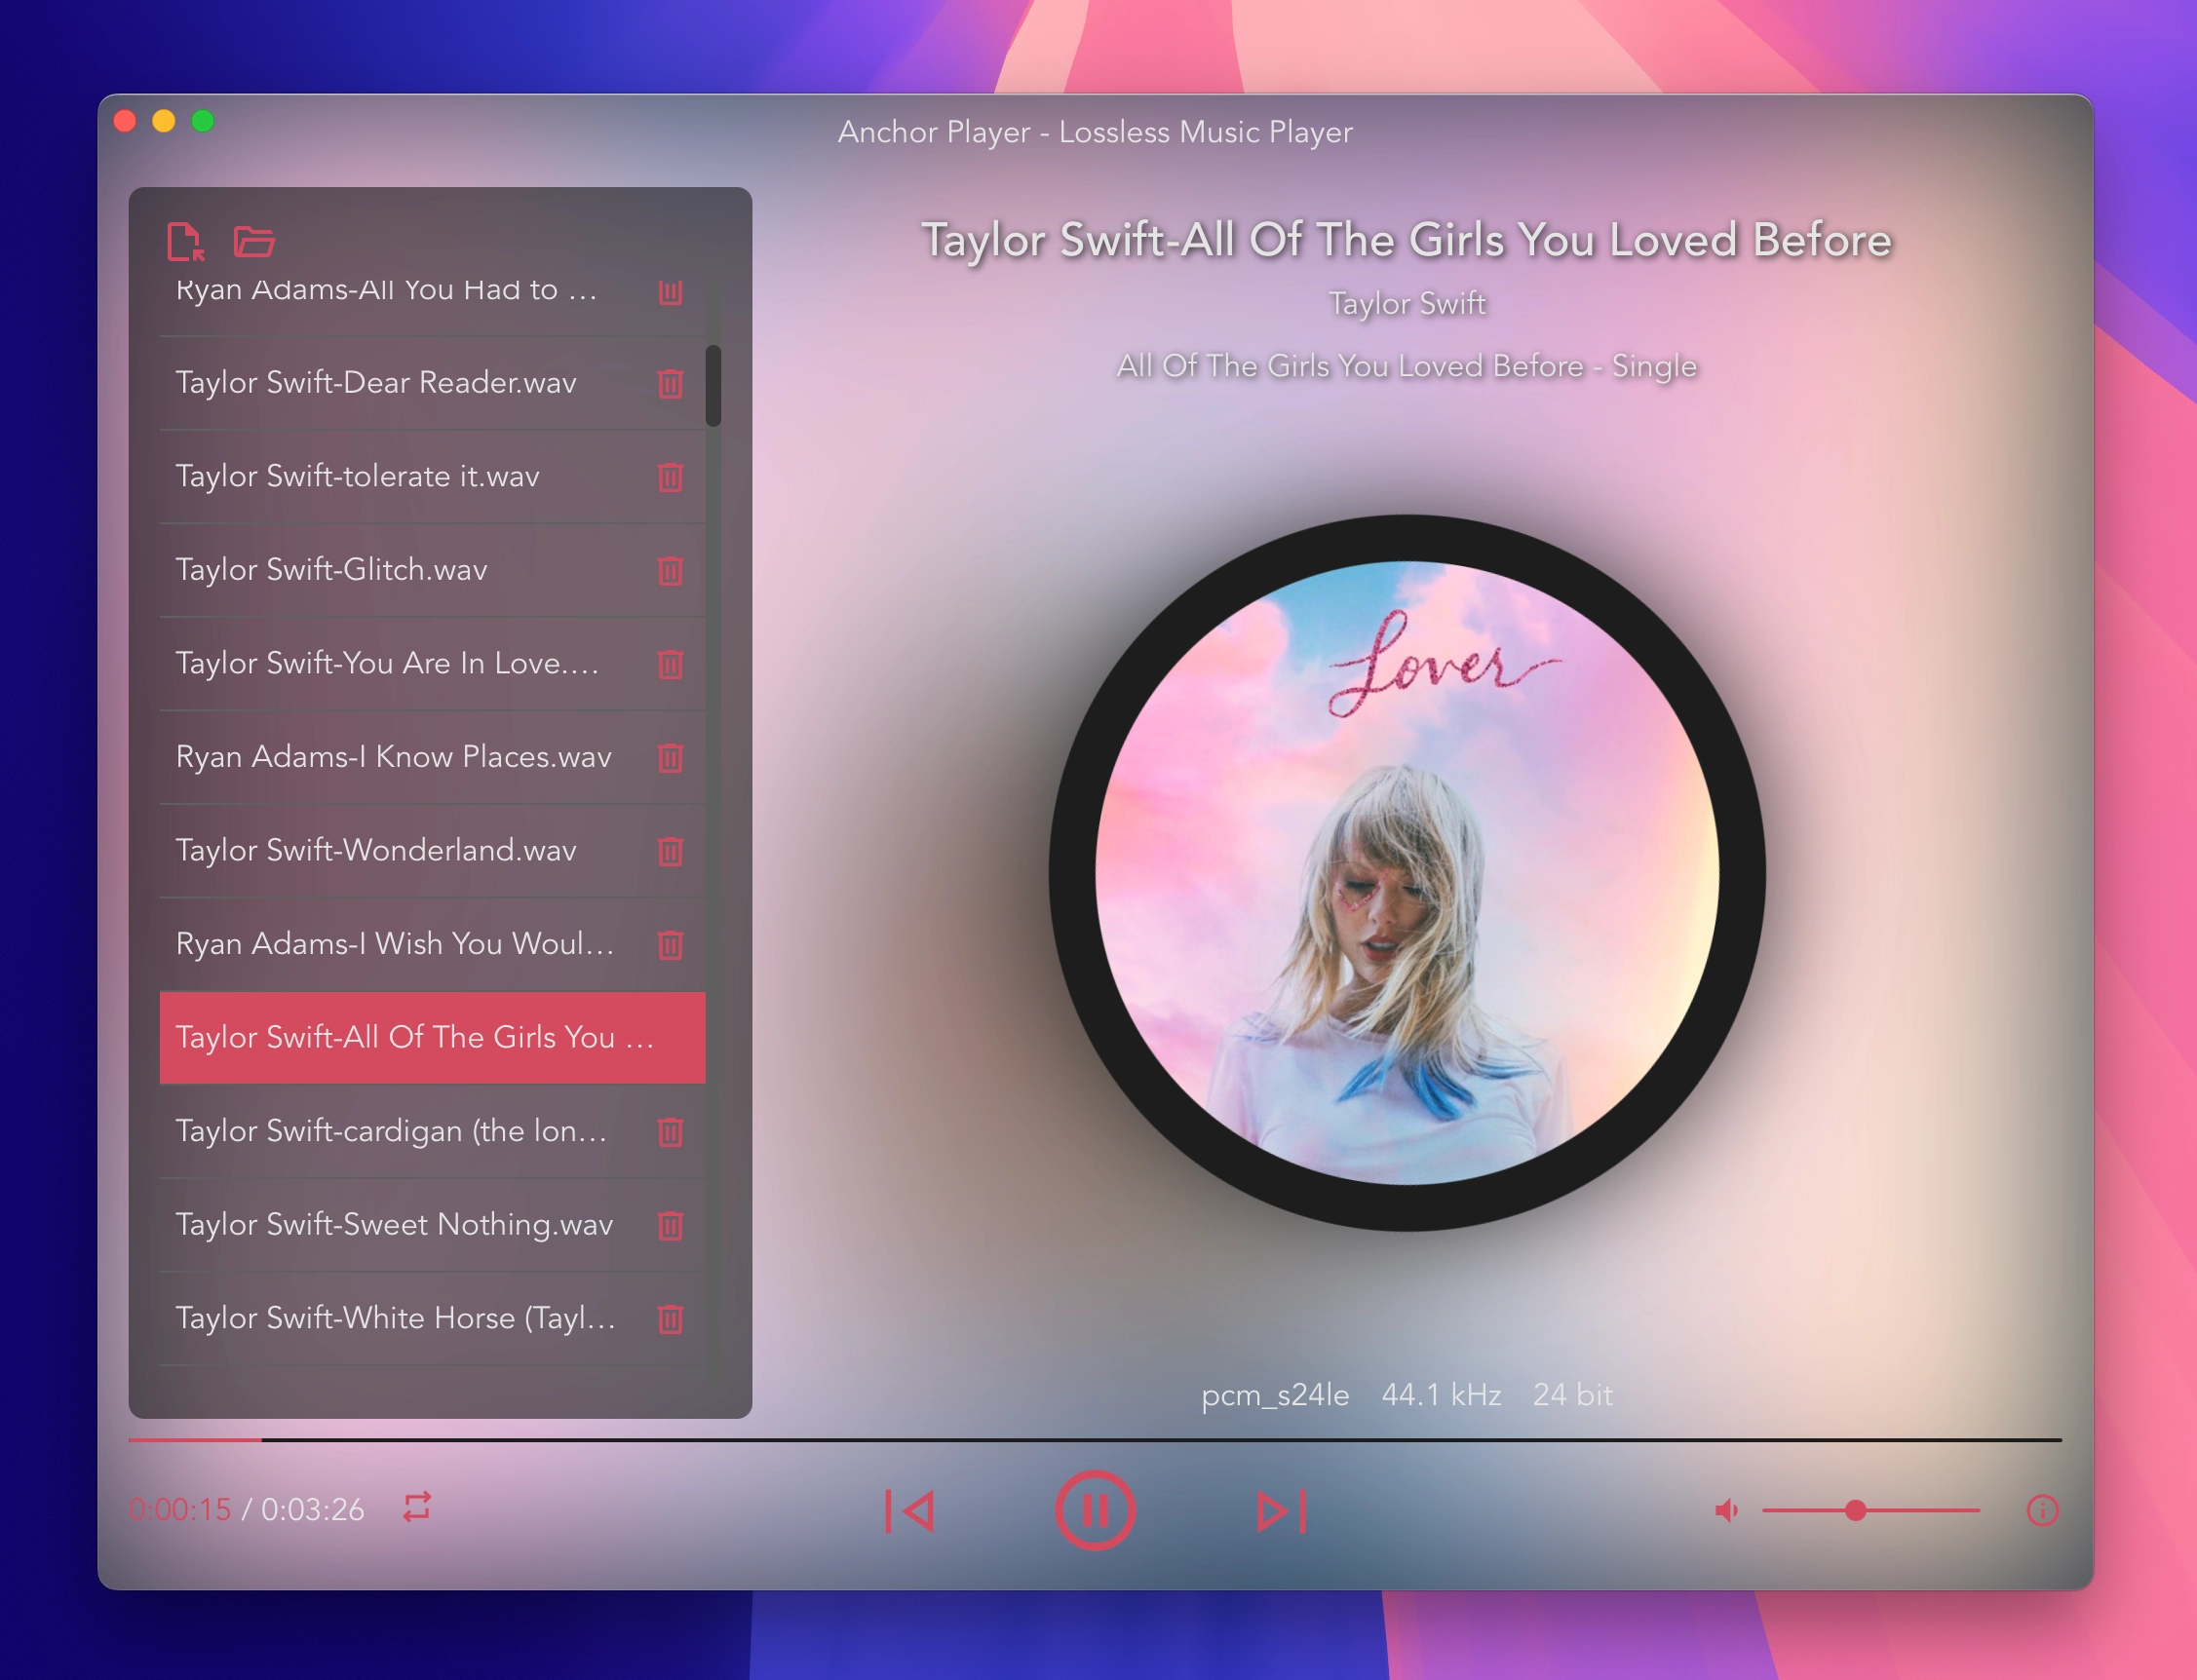 Anchor Player - Lossless Music Player
Ryan Adams-All You Had to ...
Taylor Swift-Dear Reader.wav
Taylor Swift-tolerate it.wav
Taylor Swift-Glitch.wav
Taylor Swift-You Are In Love....
Ryan Adams-I Know Places.wav
Taylor Swift-Wonderland.wav
Ryan Adams-I Wish You Woul...
Taylor Swift-All Of The Girls You ...
Taylor Swift-cardigan (the lon...
Taylor Swift-Sweet Nothing.wav
Taylor Swift-White Horse (Tayl...
Taylor Swift-All Of The Girls You Loved Before
Taylor Swift
All Of The Girls You Loved Before - Single
Lover
pcm_s24le 44.1 kHz 24 bit
0:00:15 / 0:03:26